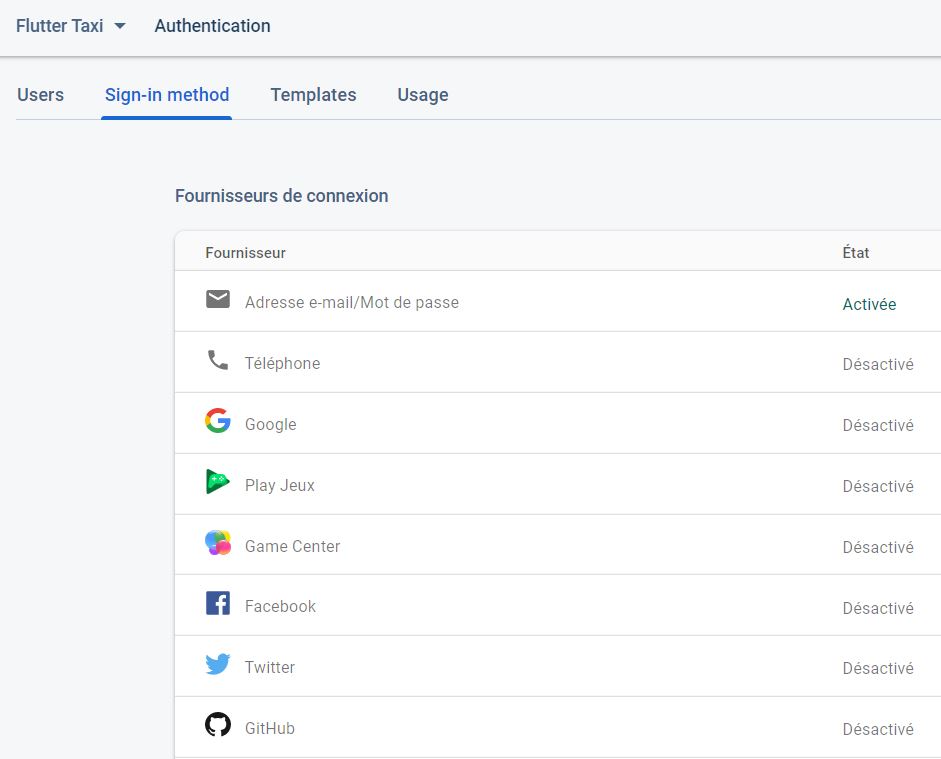 Flutter Taxi Authentication
Users Sign-in method Templates Usage
Fournisseurs de connexion
Fournisseur État
Adresse e-mail/Mot de passe Activée
Téléphone Désactivé
Google Désactivé
Play Jeux Désactivé
Game Center Désactivé
Facebook Désactivé
Twitter Désactivé
GitHub Désactivé